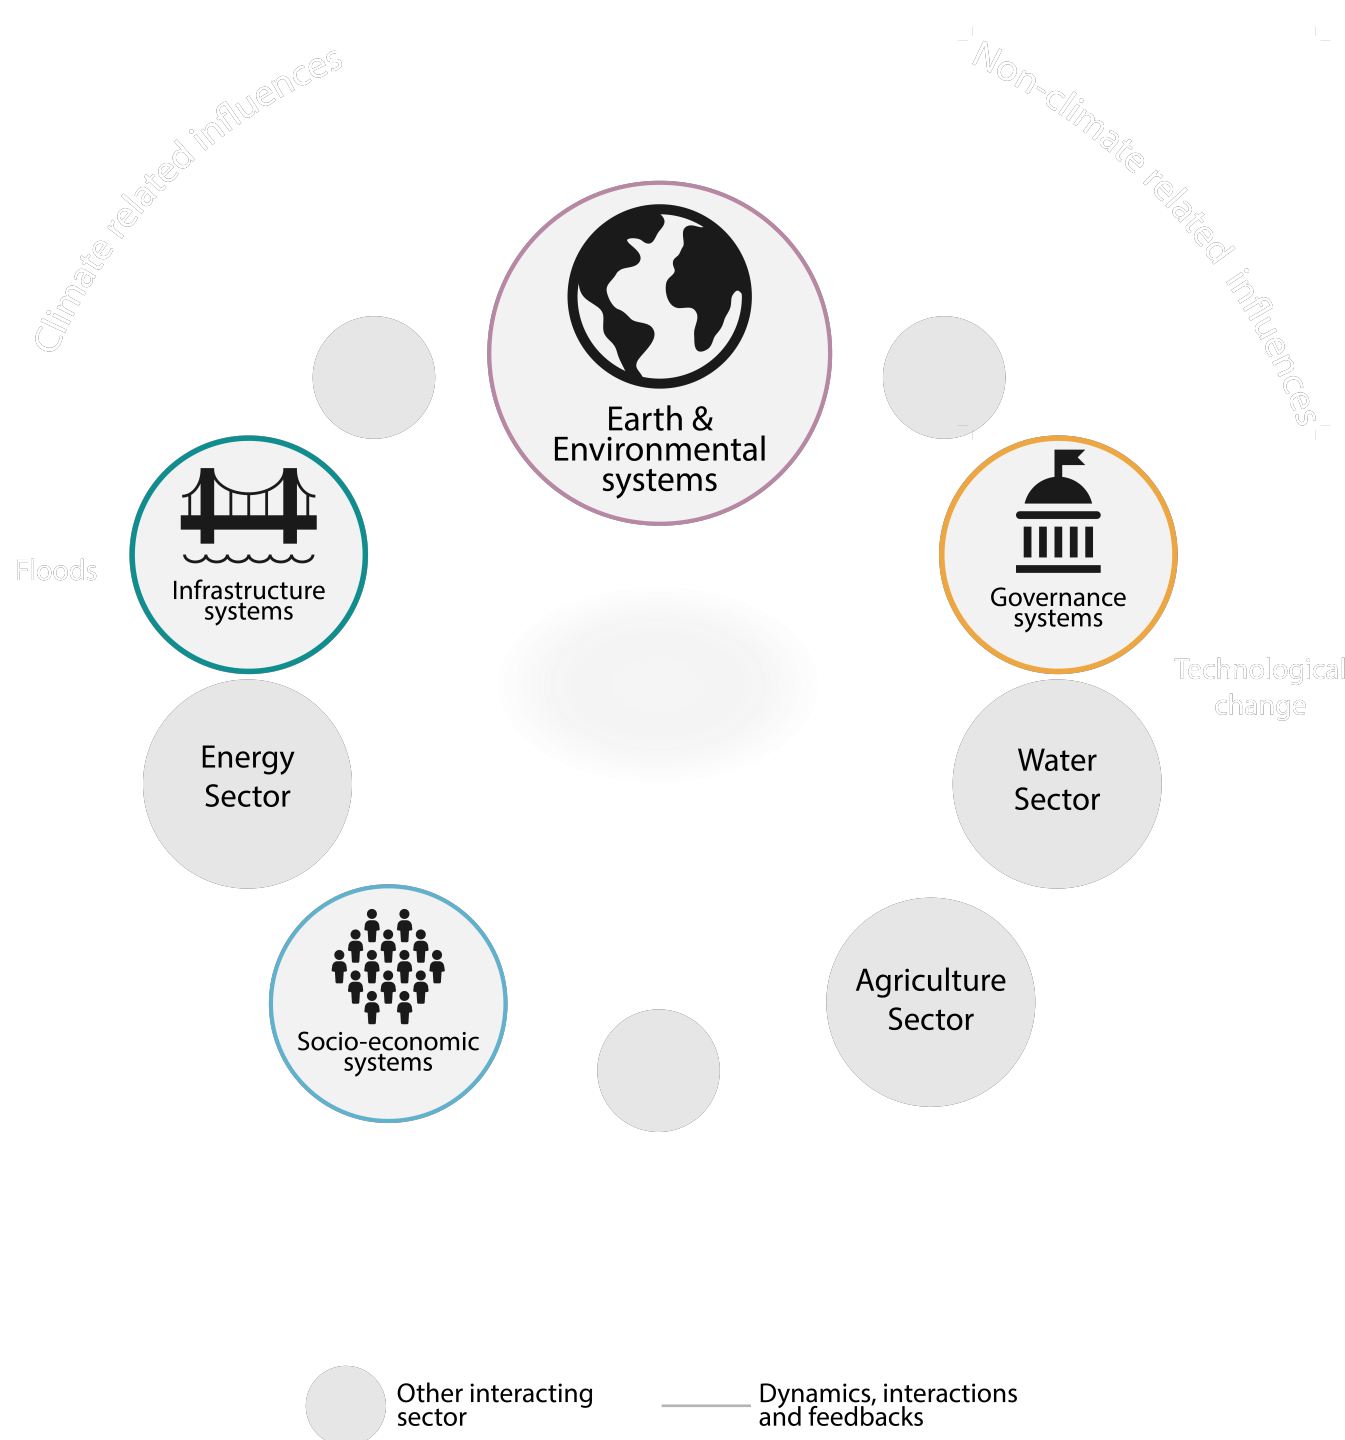 Climate related influences
Non-climate related influences
Earth &
Environmental
systems
Infrastructure
systems
Governance
systems
Floods
Technological
change
Energy
Sector
Water
Sector
Agriculture
Sector
Socio-economic
systems
Other interacting
sector
Dynamics, interactions
and feedbacks